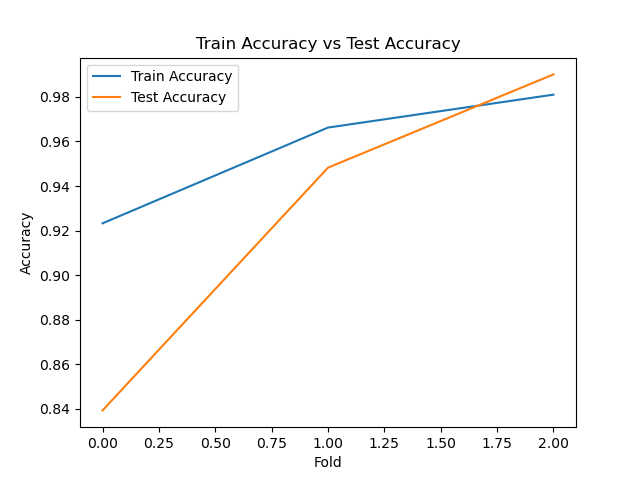 Train Accuracy vs Test Accuracy
Train Accuracy
Test Accuracy
0.98
0.96
0.94
0.92
0.90
0.88
0.86
0.84
Accuracy
0.00 0.25 0.50 0.75 1.00 1.25 1.50 1.75 2.00
Fold